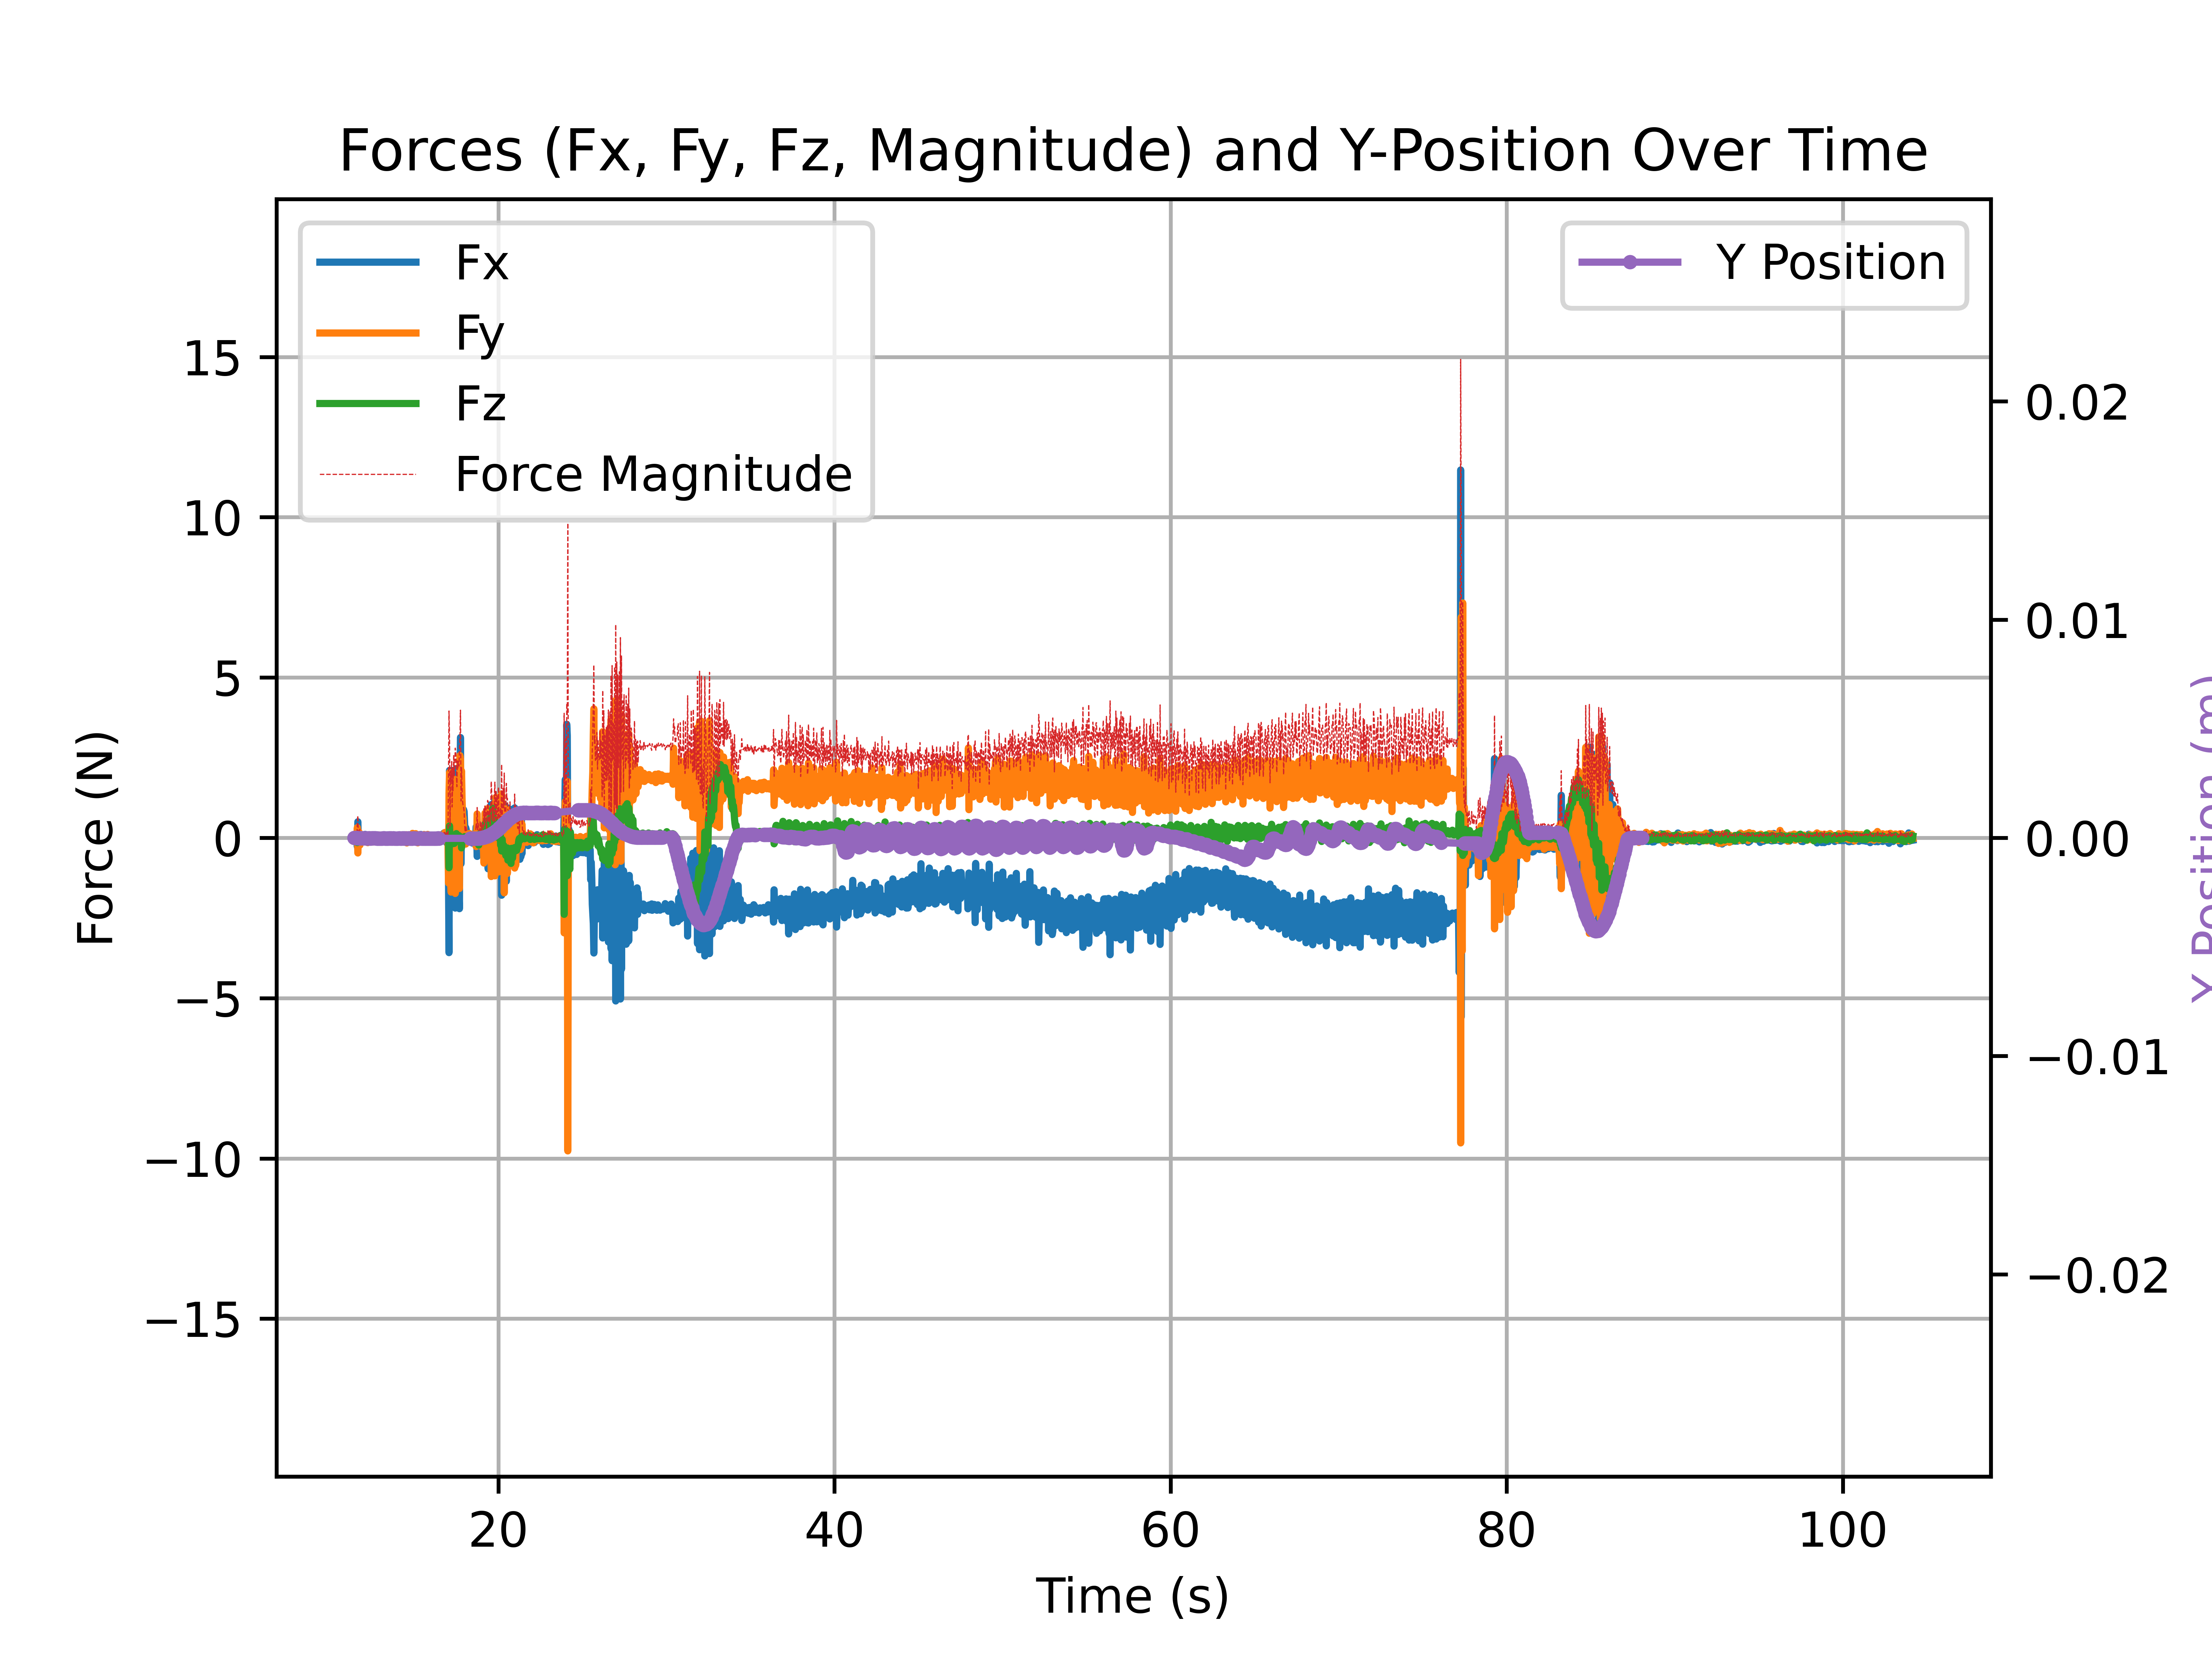 Forces (Fx, Fy, Fz, Magnitude) and Y-Position Over Time
Fx
Fy
Fz
Force Magnitude
Y Position
15
10
5
0
−5
−10
−15
Force (N)
0.02
0.01
0.00
−0.01
−0.02
Y Position (m)
20 40 60 80 100
Time (s)